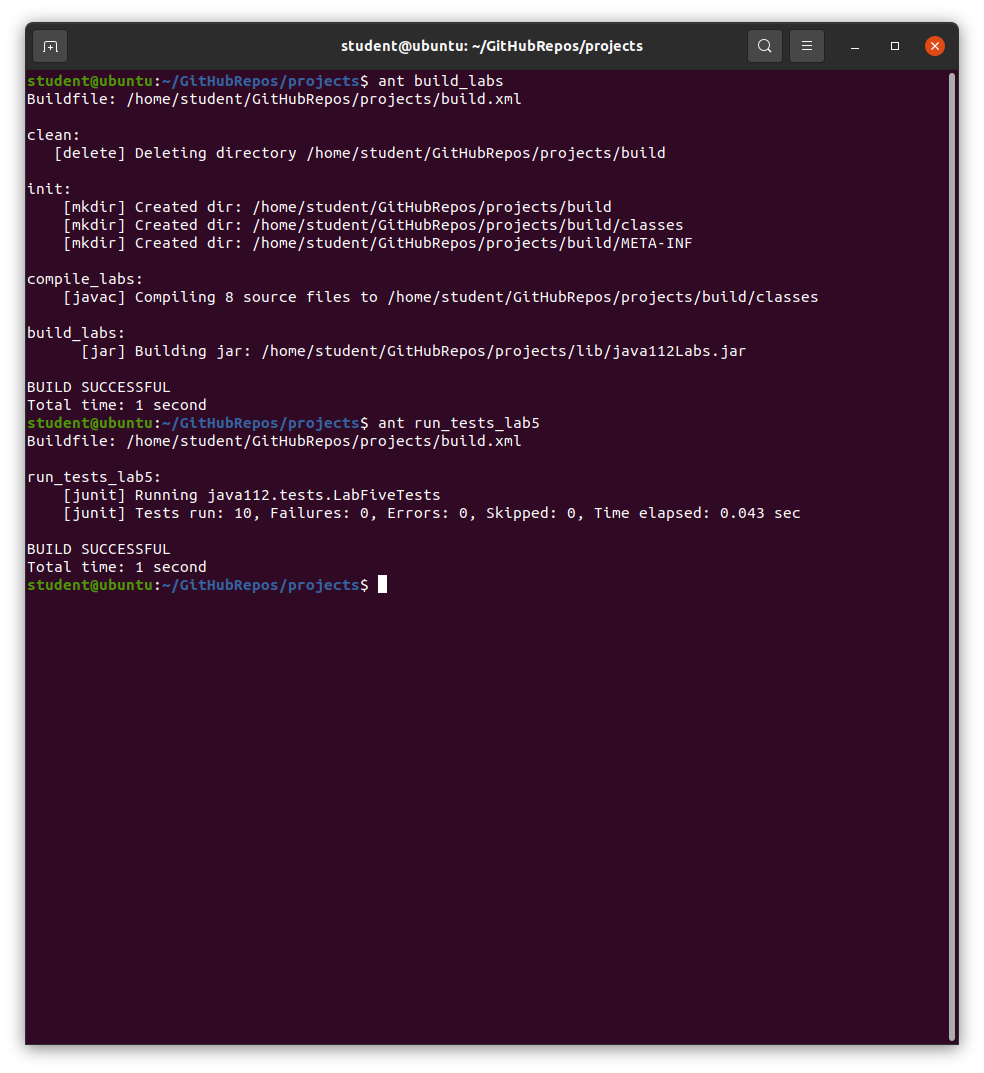 student@ubuntu: ~/GitHubRepos/projects
student@ubuntu:~/GitHubRepos/projects$ ant build_labs
Buildfile: /home/student/GitHubRepos/projects/build.xml

clean:
   [delete] Deleting directory /home/student/GitHubRepos/projects/build

init:
    [mkdir] Created dir: /home/student/GitHubRepos/projects/build
    [mkdir] Created dir: /home/student/GitHubRepos/projects/build/classes
    [mkdir] Created dir: /home/student/GitHubRepos/projects/build/META-INF

compile_labs:
    [javac] Compiling 8 source files to /home/student/GitHubRepos/projects/build/classes

build_labs:
      [jar] Building jar: /home/student/GitHubRepos/projects/lib/java112Labs.jar

BUILD SUCCESSFUL
Total time: 1 second
student@ubuntu:~/GitHubRepos/projects$ ant run_tests_lab5
Buildfile: /home/student/GitHubRepos/projects/build.xml

run_tests_lab5:
    [junit] Running java112.tests.LabFiveTests
    [junit] Tests run: 10, Failures: 0, Errors: 0, Skipped: 0, Time elapsed: 0.043 sec

BUILD SUCCESSFUL
Total time: 1 second
student@ubuntu:~/GitHubRepos/projects$